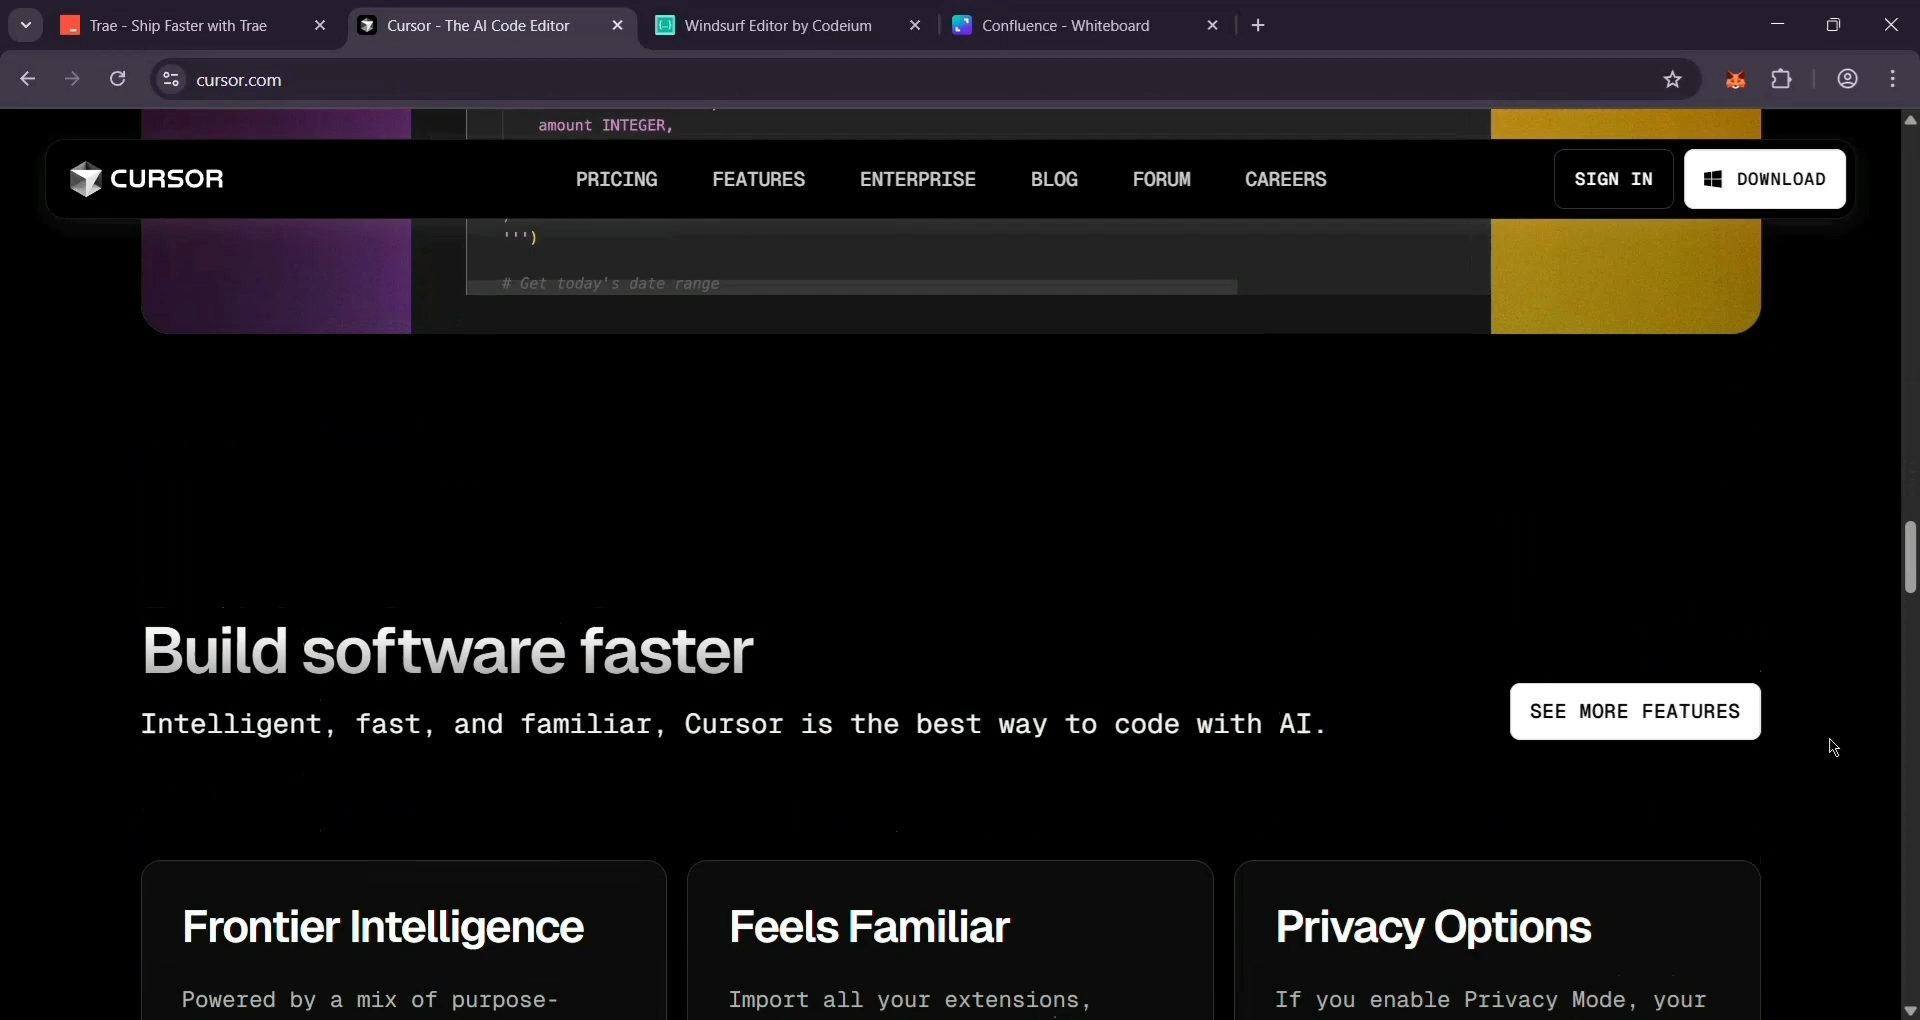 Trae - Ship Faster with Trae
Cursor - The AI Code Editor
Windsurf Editor by Codeium
Confluence - Whiteboard
cursor.com
amount INTEGER,
CURSOR
PRICING
FEATURES
ENTERPRISE
BLOG
FORUM
CAREERS
SIGN IN
DOWNLOAD
''')
# Get today's date range
Build software faster
Intelligent, fast, and familiar, Cursor is the best way to code with AI.
SEE MORE FEATURES
Frontier Intelligence
Powered by a mix of purpose-
Feels Familiar
Import all your extensions,
Privacy Options
If you enable Privacy Mode, your